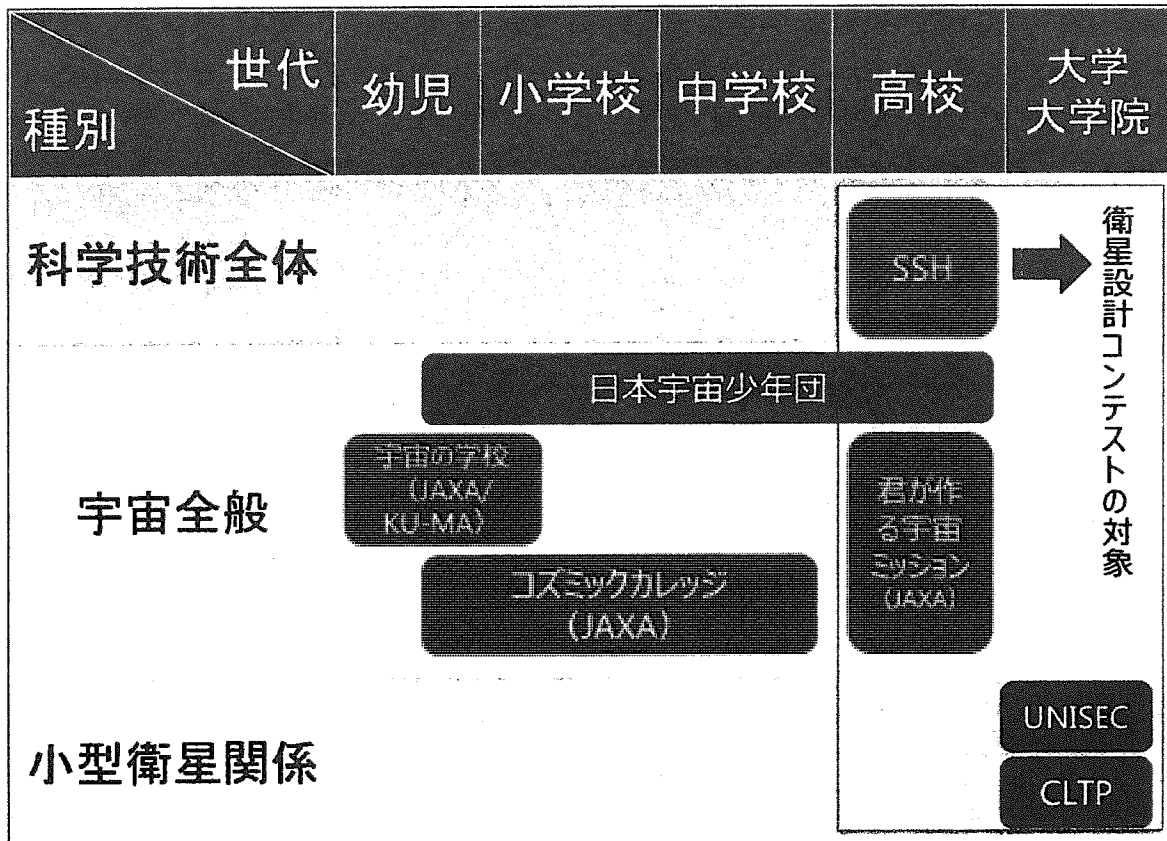 世代
種別
幼児
小学校
中学校
高校
大学
大学院
科学技術全体
SSH
衛星設計コンテストの対象
宇宙全般
日本宇宙少年団
宇宙の学校
(JAXA/
KU-MA)
君が作
る宇宙
ミッション
(JAXA)
コズミックカレッジ
(JAXA)
小型衛星関係
UNISEC
CLTP